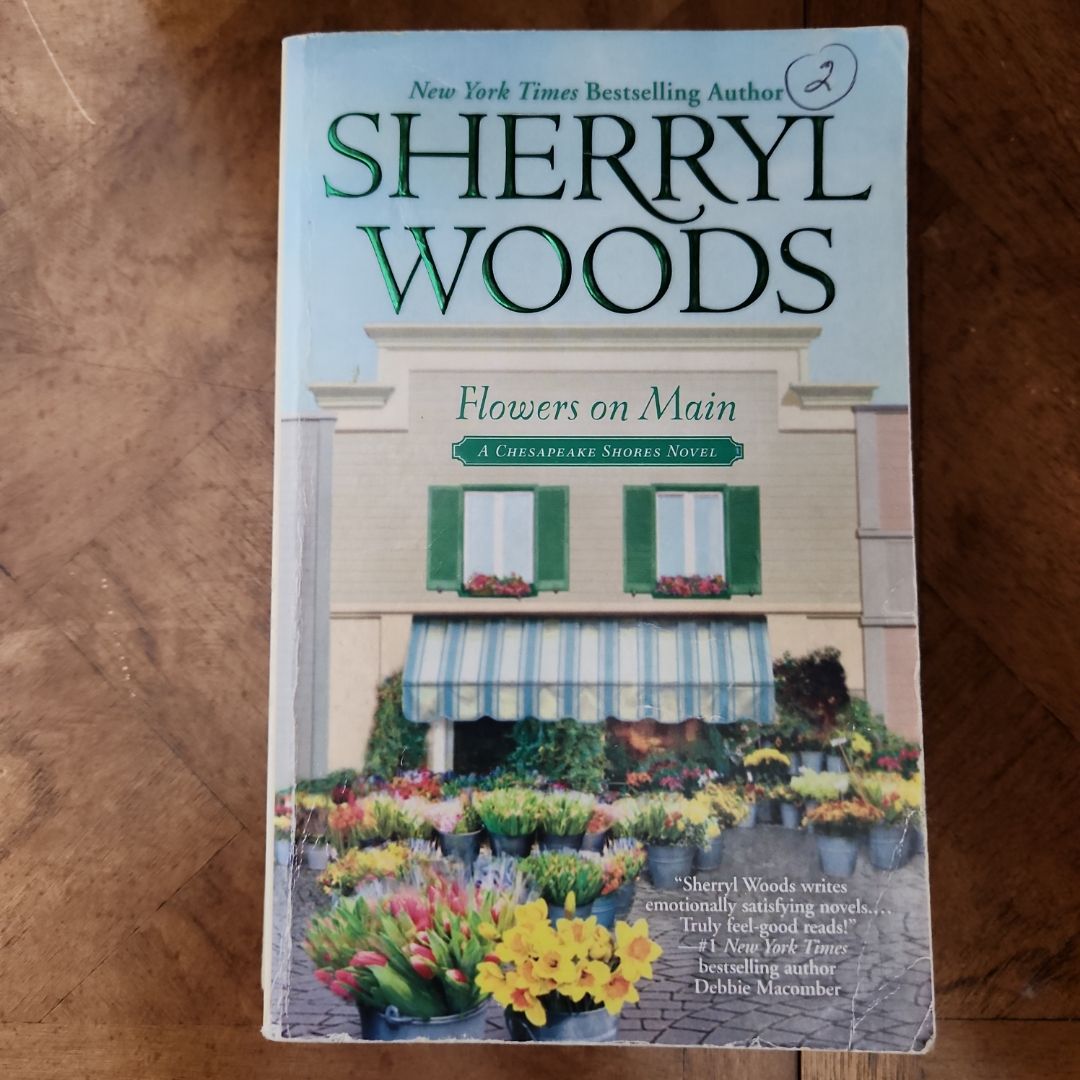 2
New York Times Bestselling Author
SHERRYL
WOODS
Flowers on Main
A CHESAPEAKE SHORES NOVEL
“Sherryl Woods writes
emotionally satisfying novels....
Truly feel-good reads!”
—#1 New York Times
bestselling author
Debbie Macomber